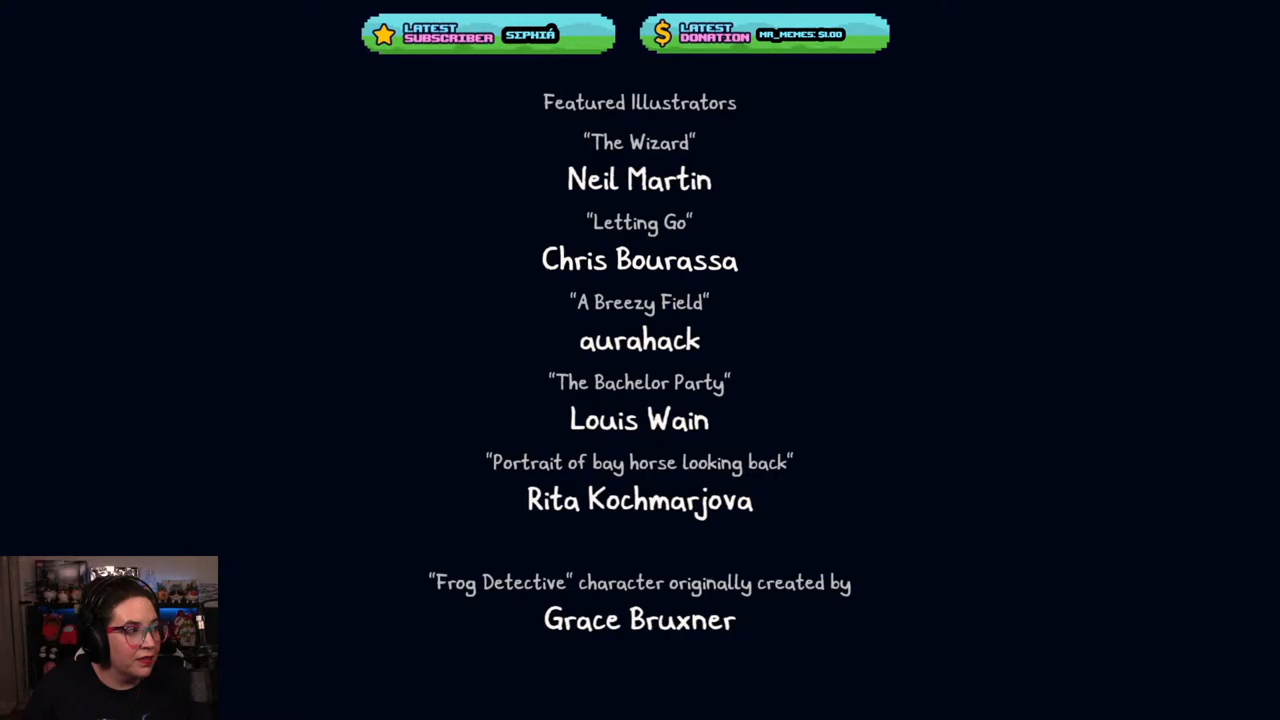 LATEST SUBSCRIBER SIPHIÁ
LATEST DONATION MR_MEMES: $1.00
Featured Illustrators
"The Wizard"
Neil Martin
"Letting Go"
Chris Bourassa
"A Breezy Field"
aurahack
"The Bachelor Party"
Louis Wain
"Portrait of bay horse looking back"
Rita Kochmarjova
"Frog Detective" character originally created by
Grace Bruxner